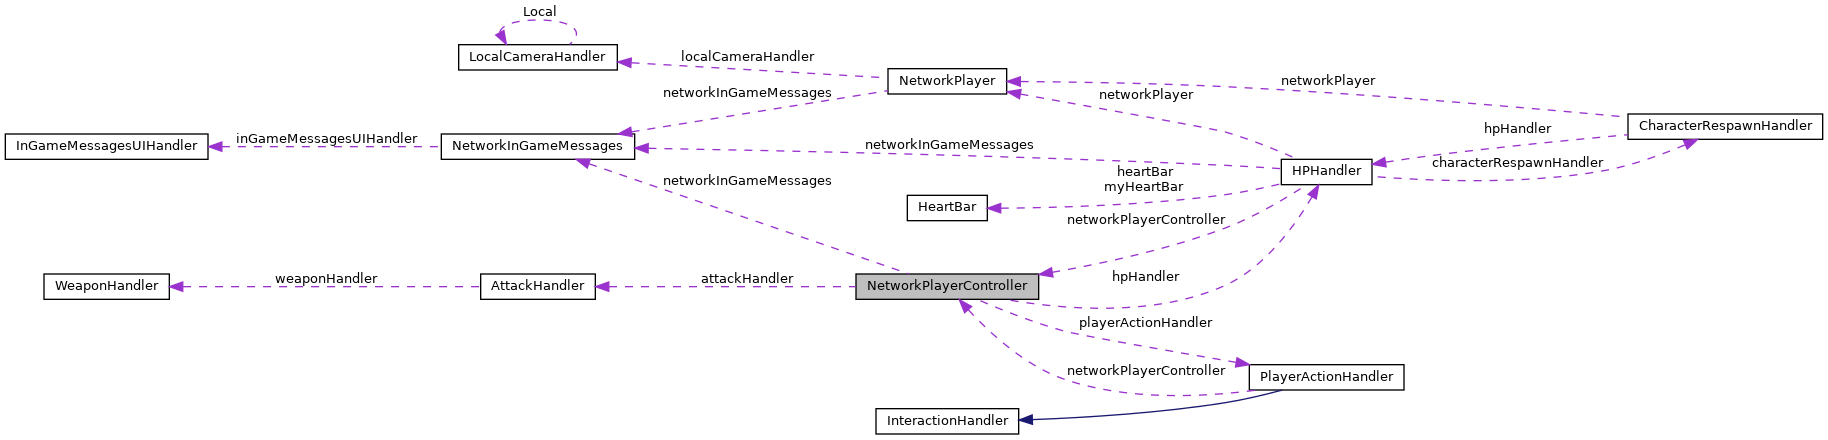 Local
LocalCameraHandler
localCameraHandler
NetworkPlayer
networkPlayer
networkInGameMessages
networkPlayer
CharacterRespawnHandler
hpHandler
inGameMessagesUIHandler
InGameMessagesUIHandler
NetworkInGameMessages
networkInGameMessages
characterRespawnHandler
HPHandler
heartBar
myHeartBar
networkInGameMessages
HeartBar
networkPlayerController
hpHandler
weaponHandler
attackHandler
WeaponHandler
AttackHandler
NetworkPlayerController
playerActionHandler
networkPlayerController
PlayerActionHandler
InteractionHandler